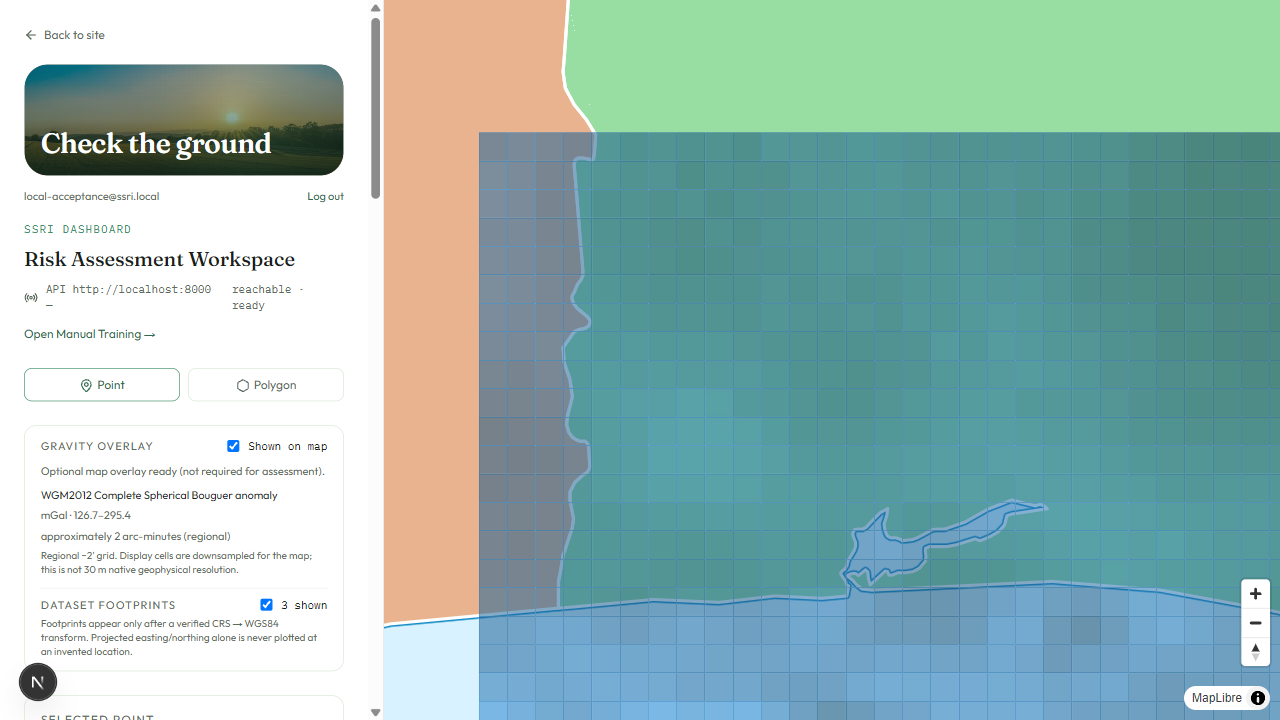 Back to site
Check the ground
local-acceptance@ssri.local
Log out
SSRI DASHBOARD
Risk Assessment Workspace
API http://localhost:8000 reachable ·
— ready
Open Manual Training →
Point
Polygon
GRAVITY OVERLAY
Shown on map
Optional map overlay ready (not required for assessment).
WGM2012 Complete Spherical Bouguer anomaly
mGal · 126.7–295.4
approximately 2 arc-minutes (regional)
Regional ~2′ grid. Display cells are downsampled for the map;
this is not 30 m native geophysical resolution.
DATASET FOOTPRINTS
3 shown
Footprints appear only after a verified CRS → WGS84
transform. Projected easting/northing alone is never plotted at
an invented location.
SELECTED POINT
N
MapLibre